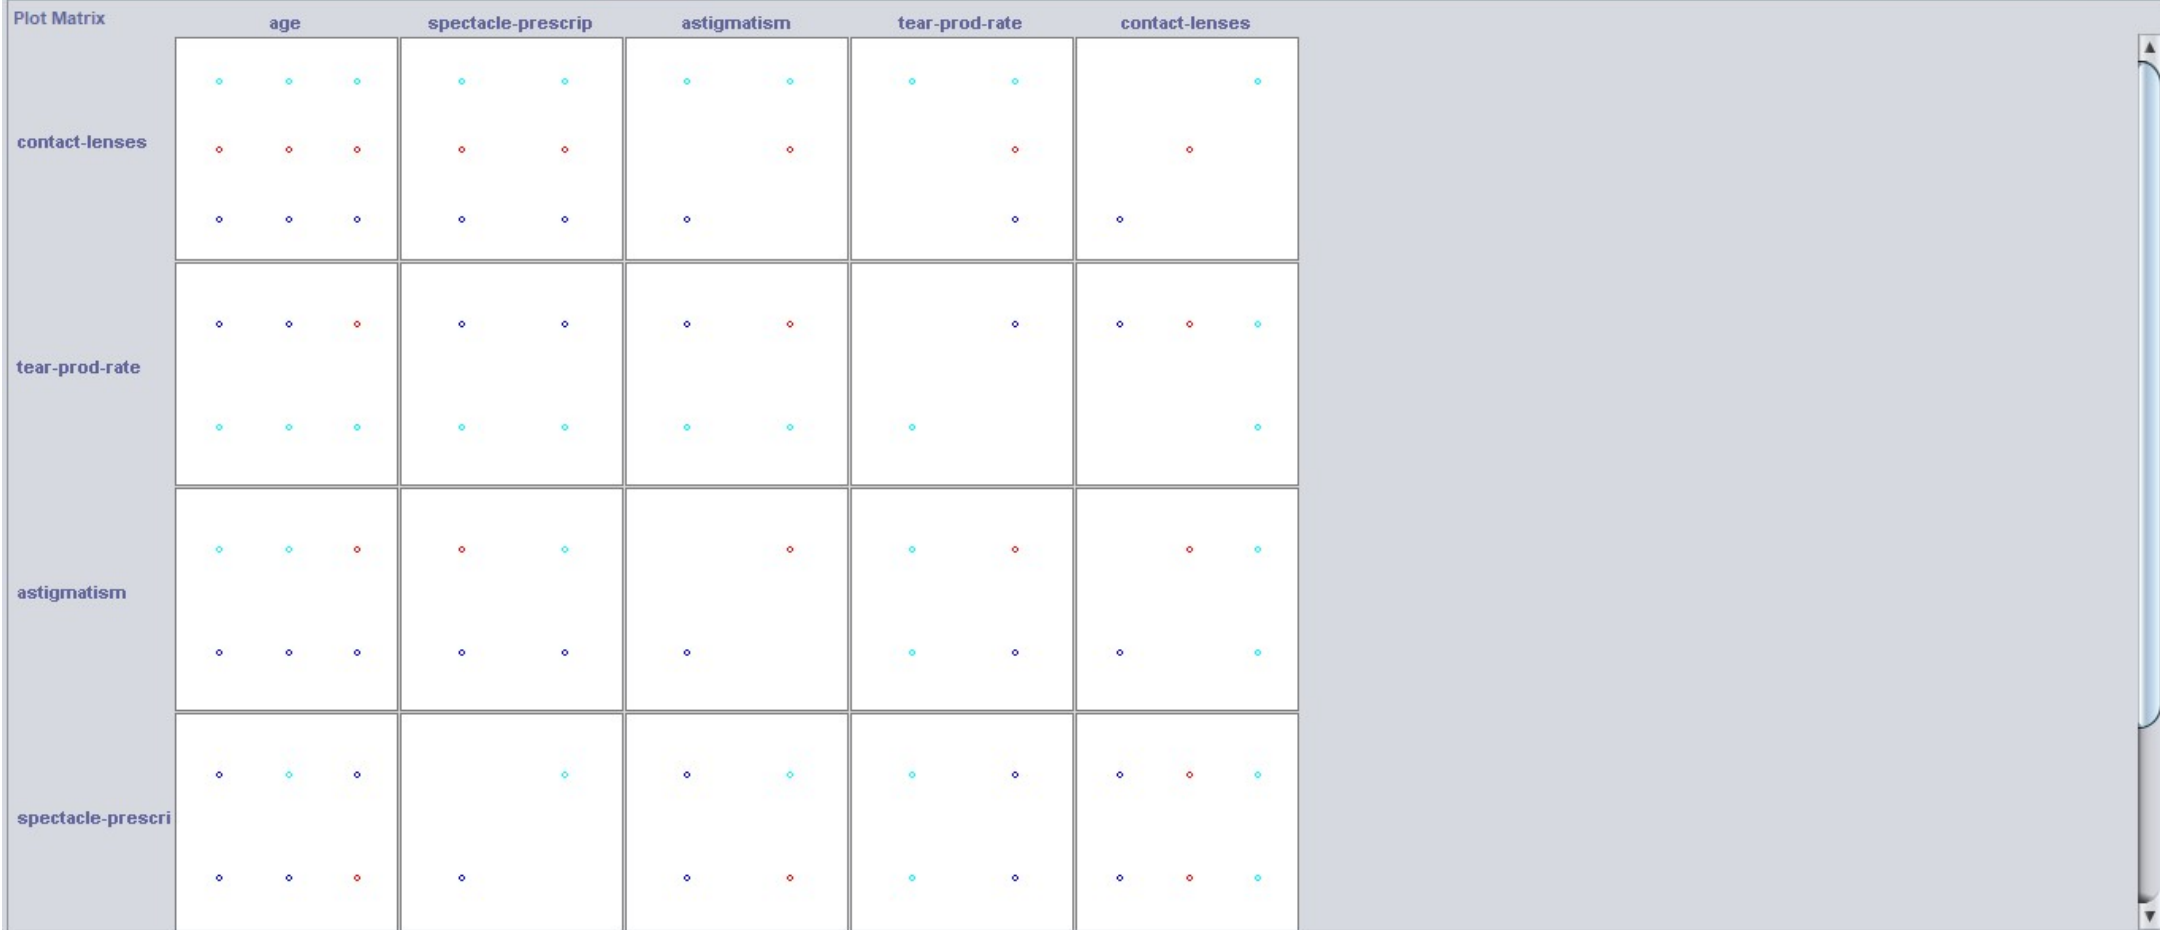 Plot Matrix
age
spectacle-prescrip
astigmatism
tear-prod-rate
contact-lenses
contact-lenses
tear-prod-rate
astigmatism
spectacle-prescri